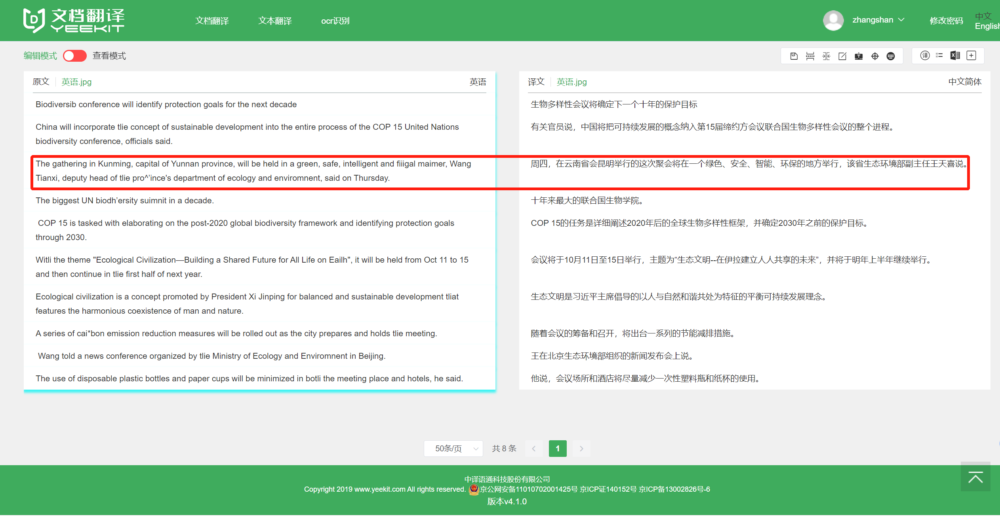 文档翻译
YEEKIT
文档翻译
文本翻译
ocr识别
zhangshan
修改密码
中文
English
编辑模式
查看模式
译
原文
英语.jpg
英语
Biodiversib conference will identify protection goals for the next decade
China will incorporate tlie concept of sustainable development into the entire process of the COP 15 United Nations
biodiversity conference, officials said.
The gathering in Kunming, capital of Yunnan province, will be held in a green, safe, intelligent and fiiigal maimer, Wang
Tianxi, deputy head of tlie pro^'ince's department of ecology and enviromnent, said on Thursday.
The biggest UN biodh’ersity suimnit in a decade.
COP 15 is tasked with elaborating on the post-2020 global biodiversity framework and identifying protection goals
through 2030.
Witli the theme "Ecological Civilization—Building a Shared Future for All Life on Eailh", it will be held from Oct 11 to 15
and then continue in tlie first half of next year.
Ecological civilization is a concept promoted by President Xi Jinping for balanced and sustainable development tliat
features the harmonious coexistence of man and nature.
A series of cai*bon emission reduction measures will be rolled out as the city prepares and holds tlie meeting.
Wang told a news conference organized by tlie Ministry of Ecology and Enviromnent in Beijing.
The use of disposable plastic bottles and paper cups will be minimized in botli the meeting place and hotels, he said.
译文
英语.jpg
中文简体
生物多样性会议将确定下一个十年的保护目标
有关官员说，中国将把可持续发展的概念纳入第15届缔约方会议联合国生物多样性会议的整个进程。
周四，在云南省会昆明举行的这次聚会将在一个绿色、安全、智能、环保的地方举行，该省生态环境部副主任王天喜说。
十年来最大的联合国生物学院。
COP 15的任务是详细阐述2020年后的全球生物多样性框架，并确定2030年之前的保护目标。
会议将于10月11日至15日举行，主题为“生态文明--在伊拉建立人人共享的未来”，并将于明年上半年继续举行。
生态文明是习近平主席倡导的以人与自然和谐共处为特征的平衡可持续发展理念。
随着会议的筹备和召开，将出台一系列的节能减排措施。
王在北京生态环境部组织的新闻发布会上说。
他说，会议场所和酒店将尽量减少一次性塑料瓶和纸杯的使用。
50条/页
共 8 条
1
中译语通科技股份有限公司
Copyright 2019 www.yeekit.com All rights reserved. 京公网安备11010702001425号 京ICP证140152号 京ICP备13002826号-6
版本v4.1.0